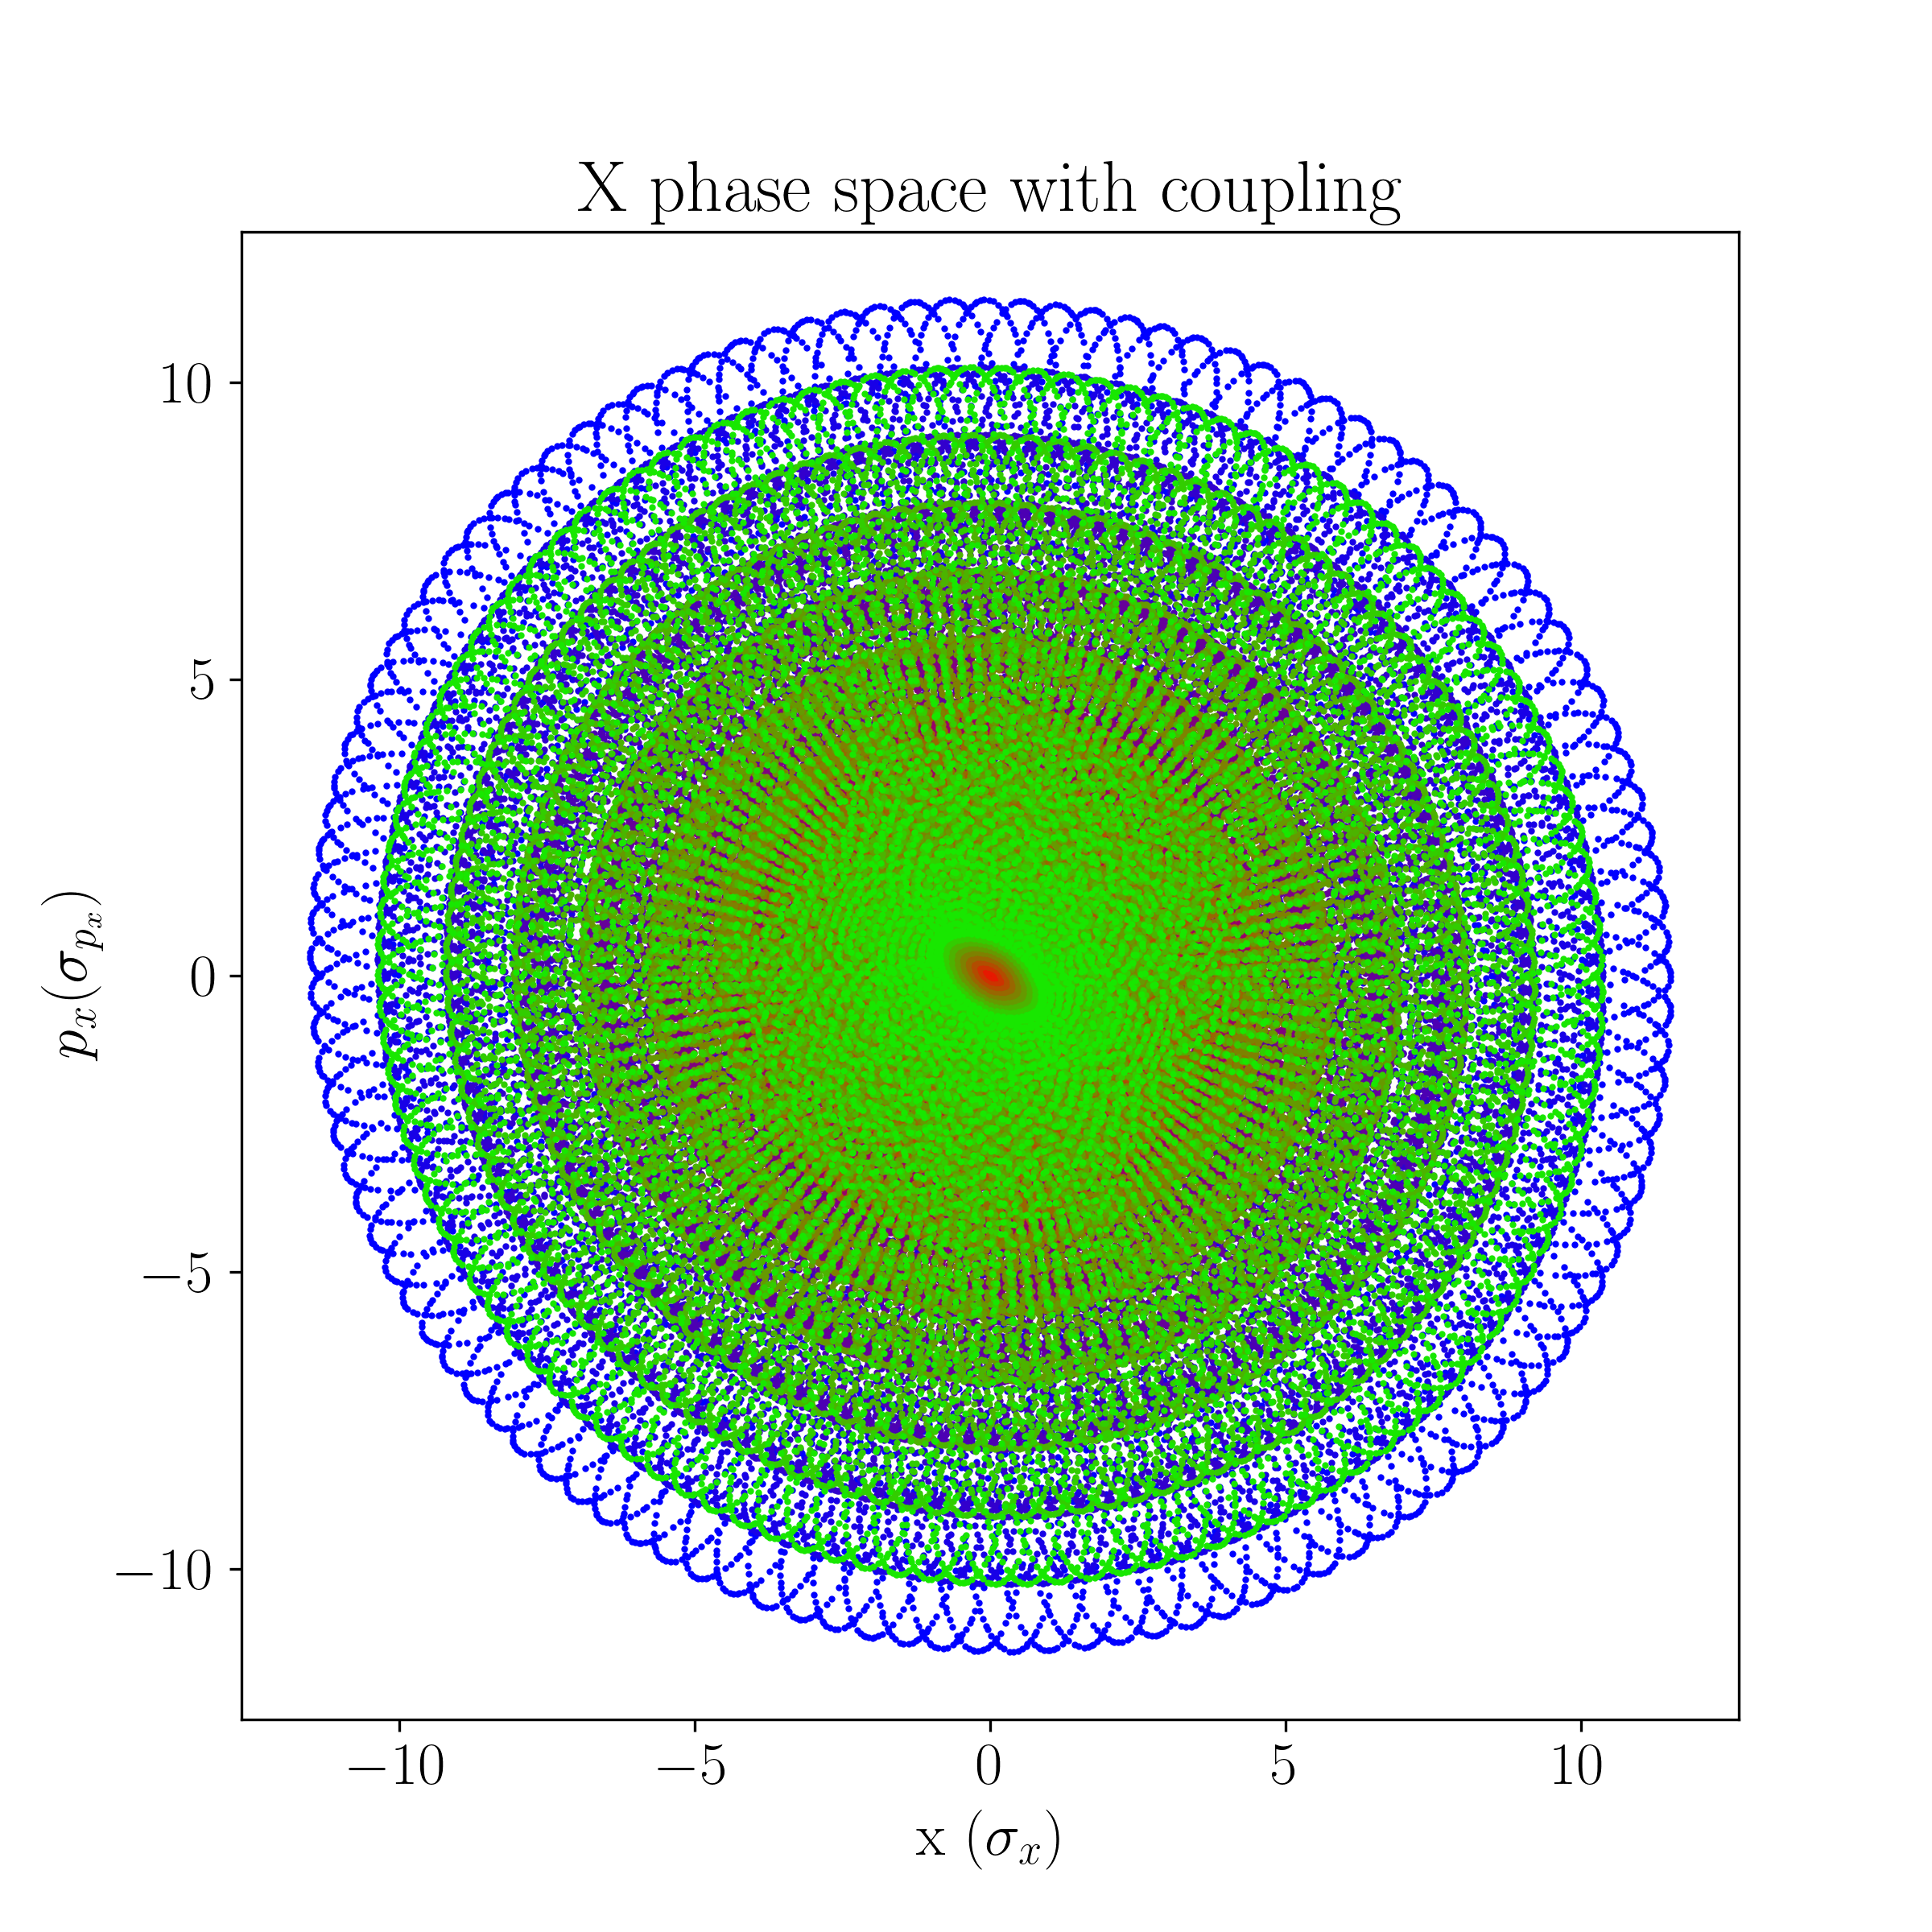 X phase space with coupling
10
5
0
−5
−10
p_x(σ_{p_x})
−10 −5 0 5 10
x (σ_x)